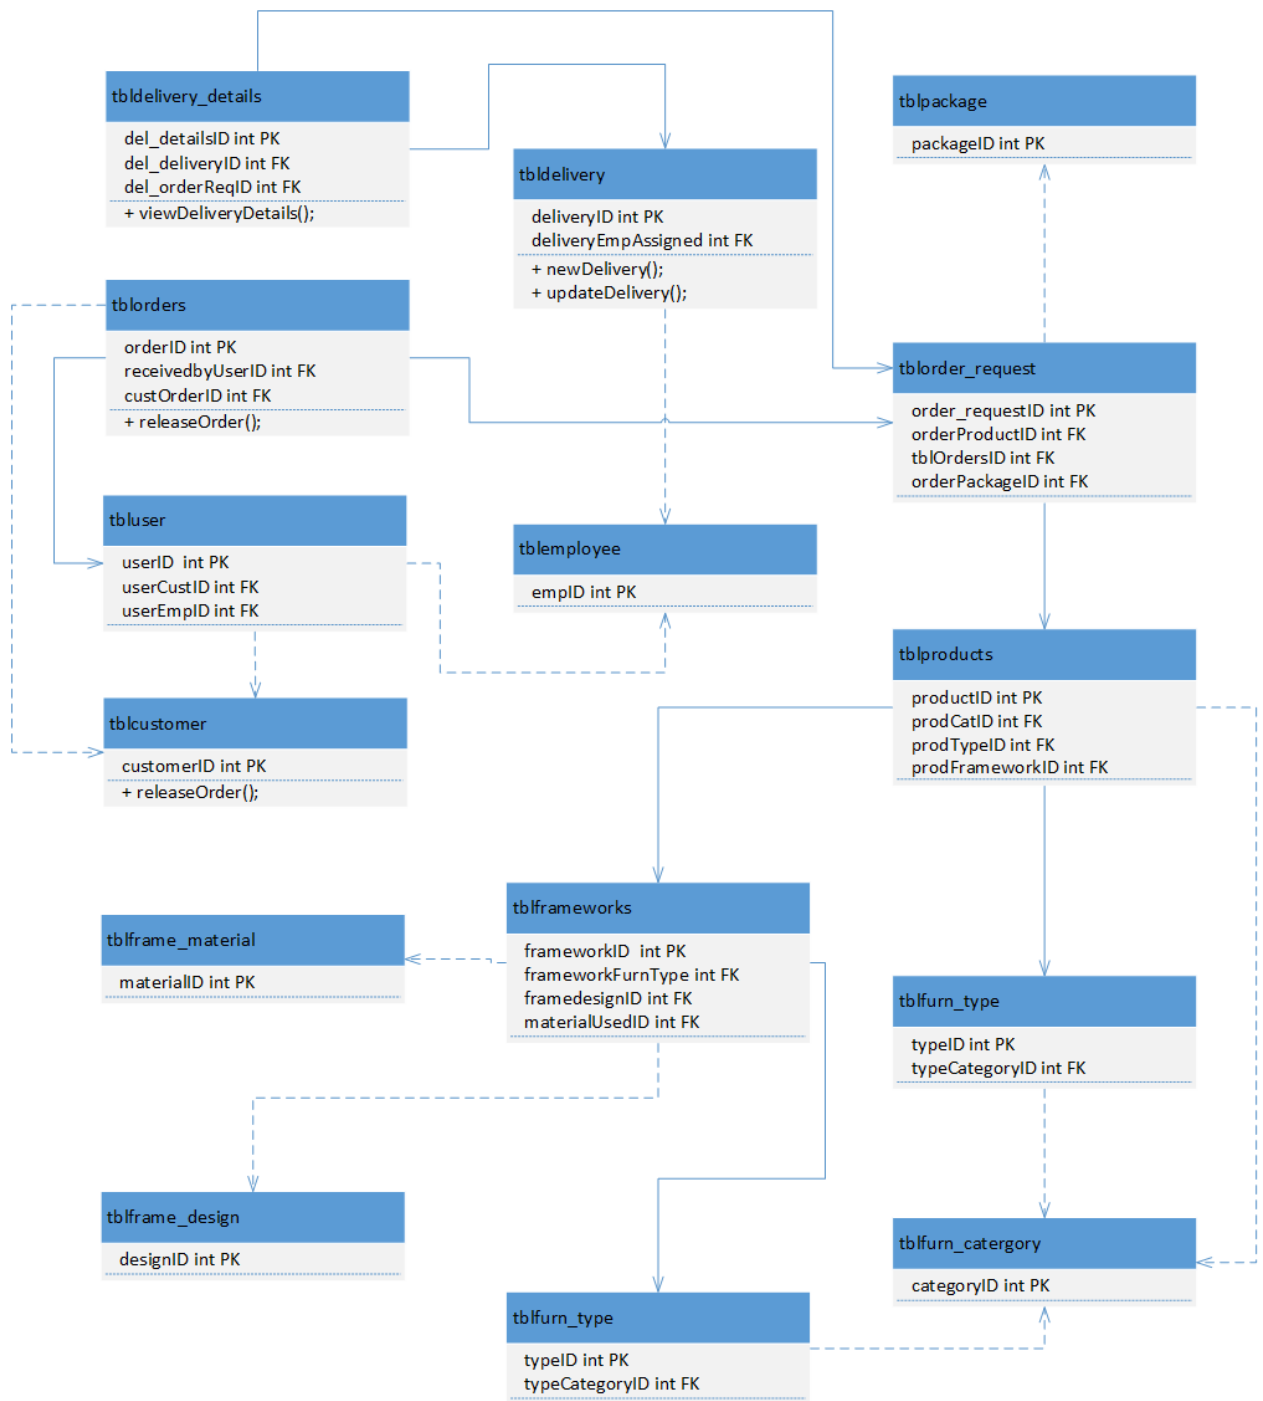 tbldelivery_details
del_detailsID int PK
del_deliveryID int FK
del_orderReqID int FK
+ viewDeliveryDetails();
tblpackage
packageID int PK
tbldelivery
deliveryID int PK
deliveryEmpAssigned int FK
+ newDelivery();
+ updateDelivery();
tblorders
orderID int PK
receivedbyUserID int FK
custOrderID int FK
+ releaseOrder();
tblorder_request
order_requestID int PK
orderProductID int FK
tblOrdersID int FK
orderPackageID int FK
tbluser
userID int PK
userCustID int FK
userEmpID int FK
tblemployee
empID int PK
tblcustomer
customerID int PK
+ releaseOrder();
tblproducts
productID int PK
prodCatID int FK
prodTypeID int FK
prodFrameworkID int FK
tblframe_material
materialID int PK
tblframeworks
frameworkID int PK
frameworkFurnType int FK
framedesignID int FK
materialUsedID int FK
tblfurn_type
typeID int PK
typeCategoryID int FK
tblframe_design
designID int PK
tblfurn_catergory
categoryID int PK
tblfurn_type
typeID int PK
typeCategoryID int FK